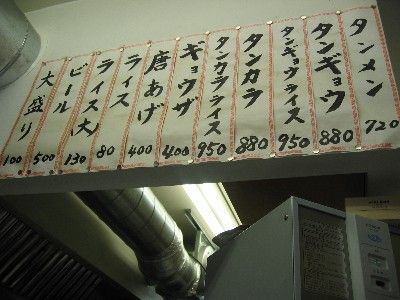 タンメン 720
タンギョウ 880
タンギョウライス 950
タンカラ 880
タンカラライス 950
ギョウザ 400
唐あげ 400
ライス 80
ライス大 130
ビール 500
大盛り 100